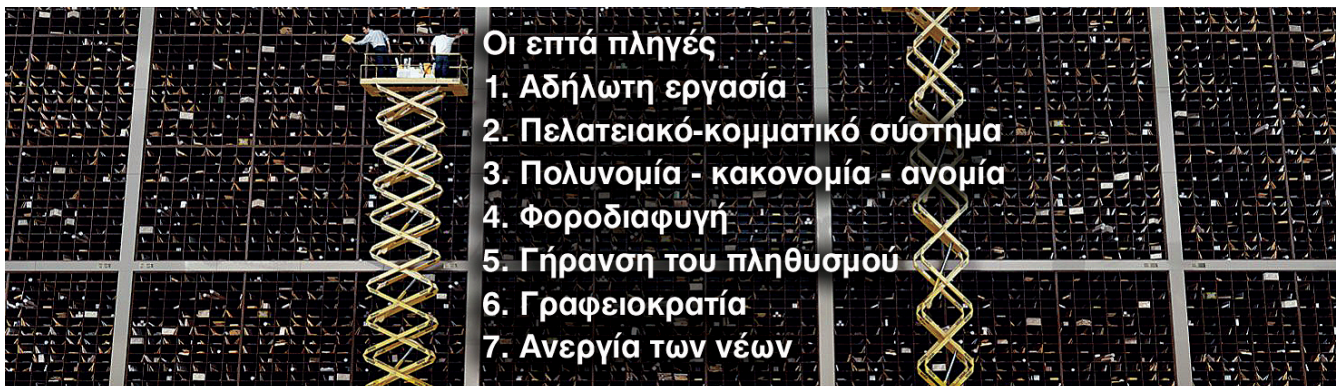 Οι επτά πληγές
1. Αδήλωτη εργασία
2. Πελατειακό-κομματικό σύστημα
3. Πολυνομία - κακονομία - ανομία
4. Φοροδιαφυγή
5. Γήρανση του πληθυσμού
6. Γραφειοκρατία
7. Ανεργία των νέων